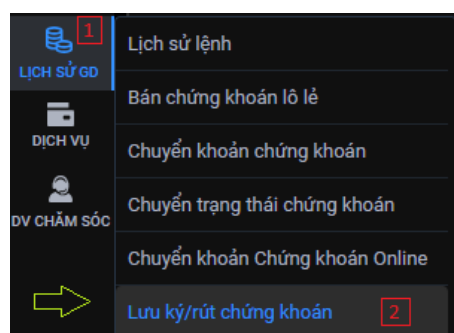 1
LỊCH SỬ GD
DỊCH VỤ
DV CHĂM SÓC
Lịch sử lệnh
Bán chứng khoán lô lẻ
Chuyển khoản chứng khoán
Chuyển trạng thái chứng khoán
Chuyển khoản Chứng khoán Online
Lưu ký/rút chứng khoán 2